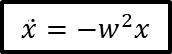 ẍ = −w²x